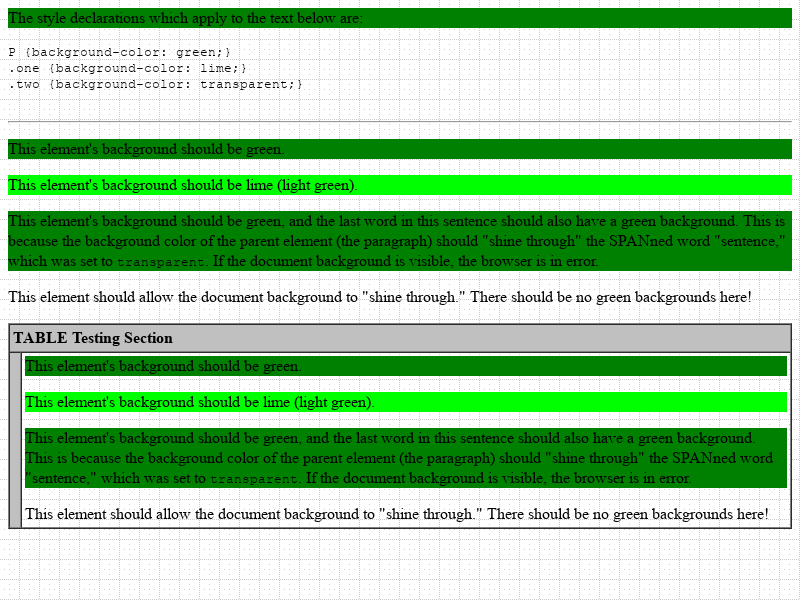 The style declarations which apply to the text below are:
P {background-color: green;}
.one {background-color: lime;}
.two {background-color: transparent;}
This element's background should be green.
This element's background should be lime (light green).
This element's background should be green, and the last word in this sentence should also have a green background. This is
because the background color of the parent element (the paragraph) should "shine through" the SPANned word "sentence,"
which was set to transparent. If the document background is visible, the browser is in error.
This element should allow the document background to "shine through." There should be no green backgrounds here!
TABLE Testing Section
This element's background should be green.
This element's background should be lime (light green).
This element's background should be green, and the last word in this sentence should also have a green background.
This is because the background color of the parent element (the paragraph) should "shine through" the SPANned word
"sentence," which was set to transparent. If the document background is visible, the browser is in error.
This element should allow the document background to "shine through." There should be no green backgrounds here!